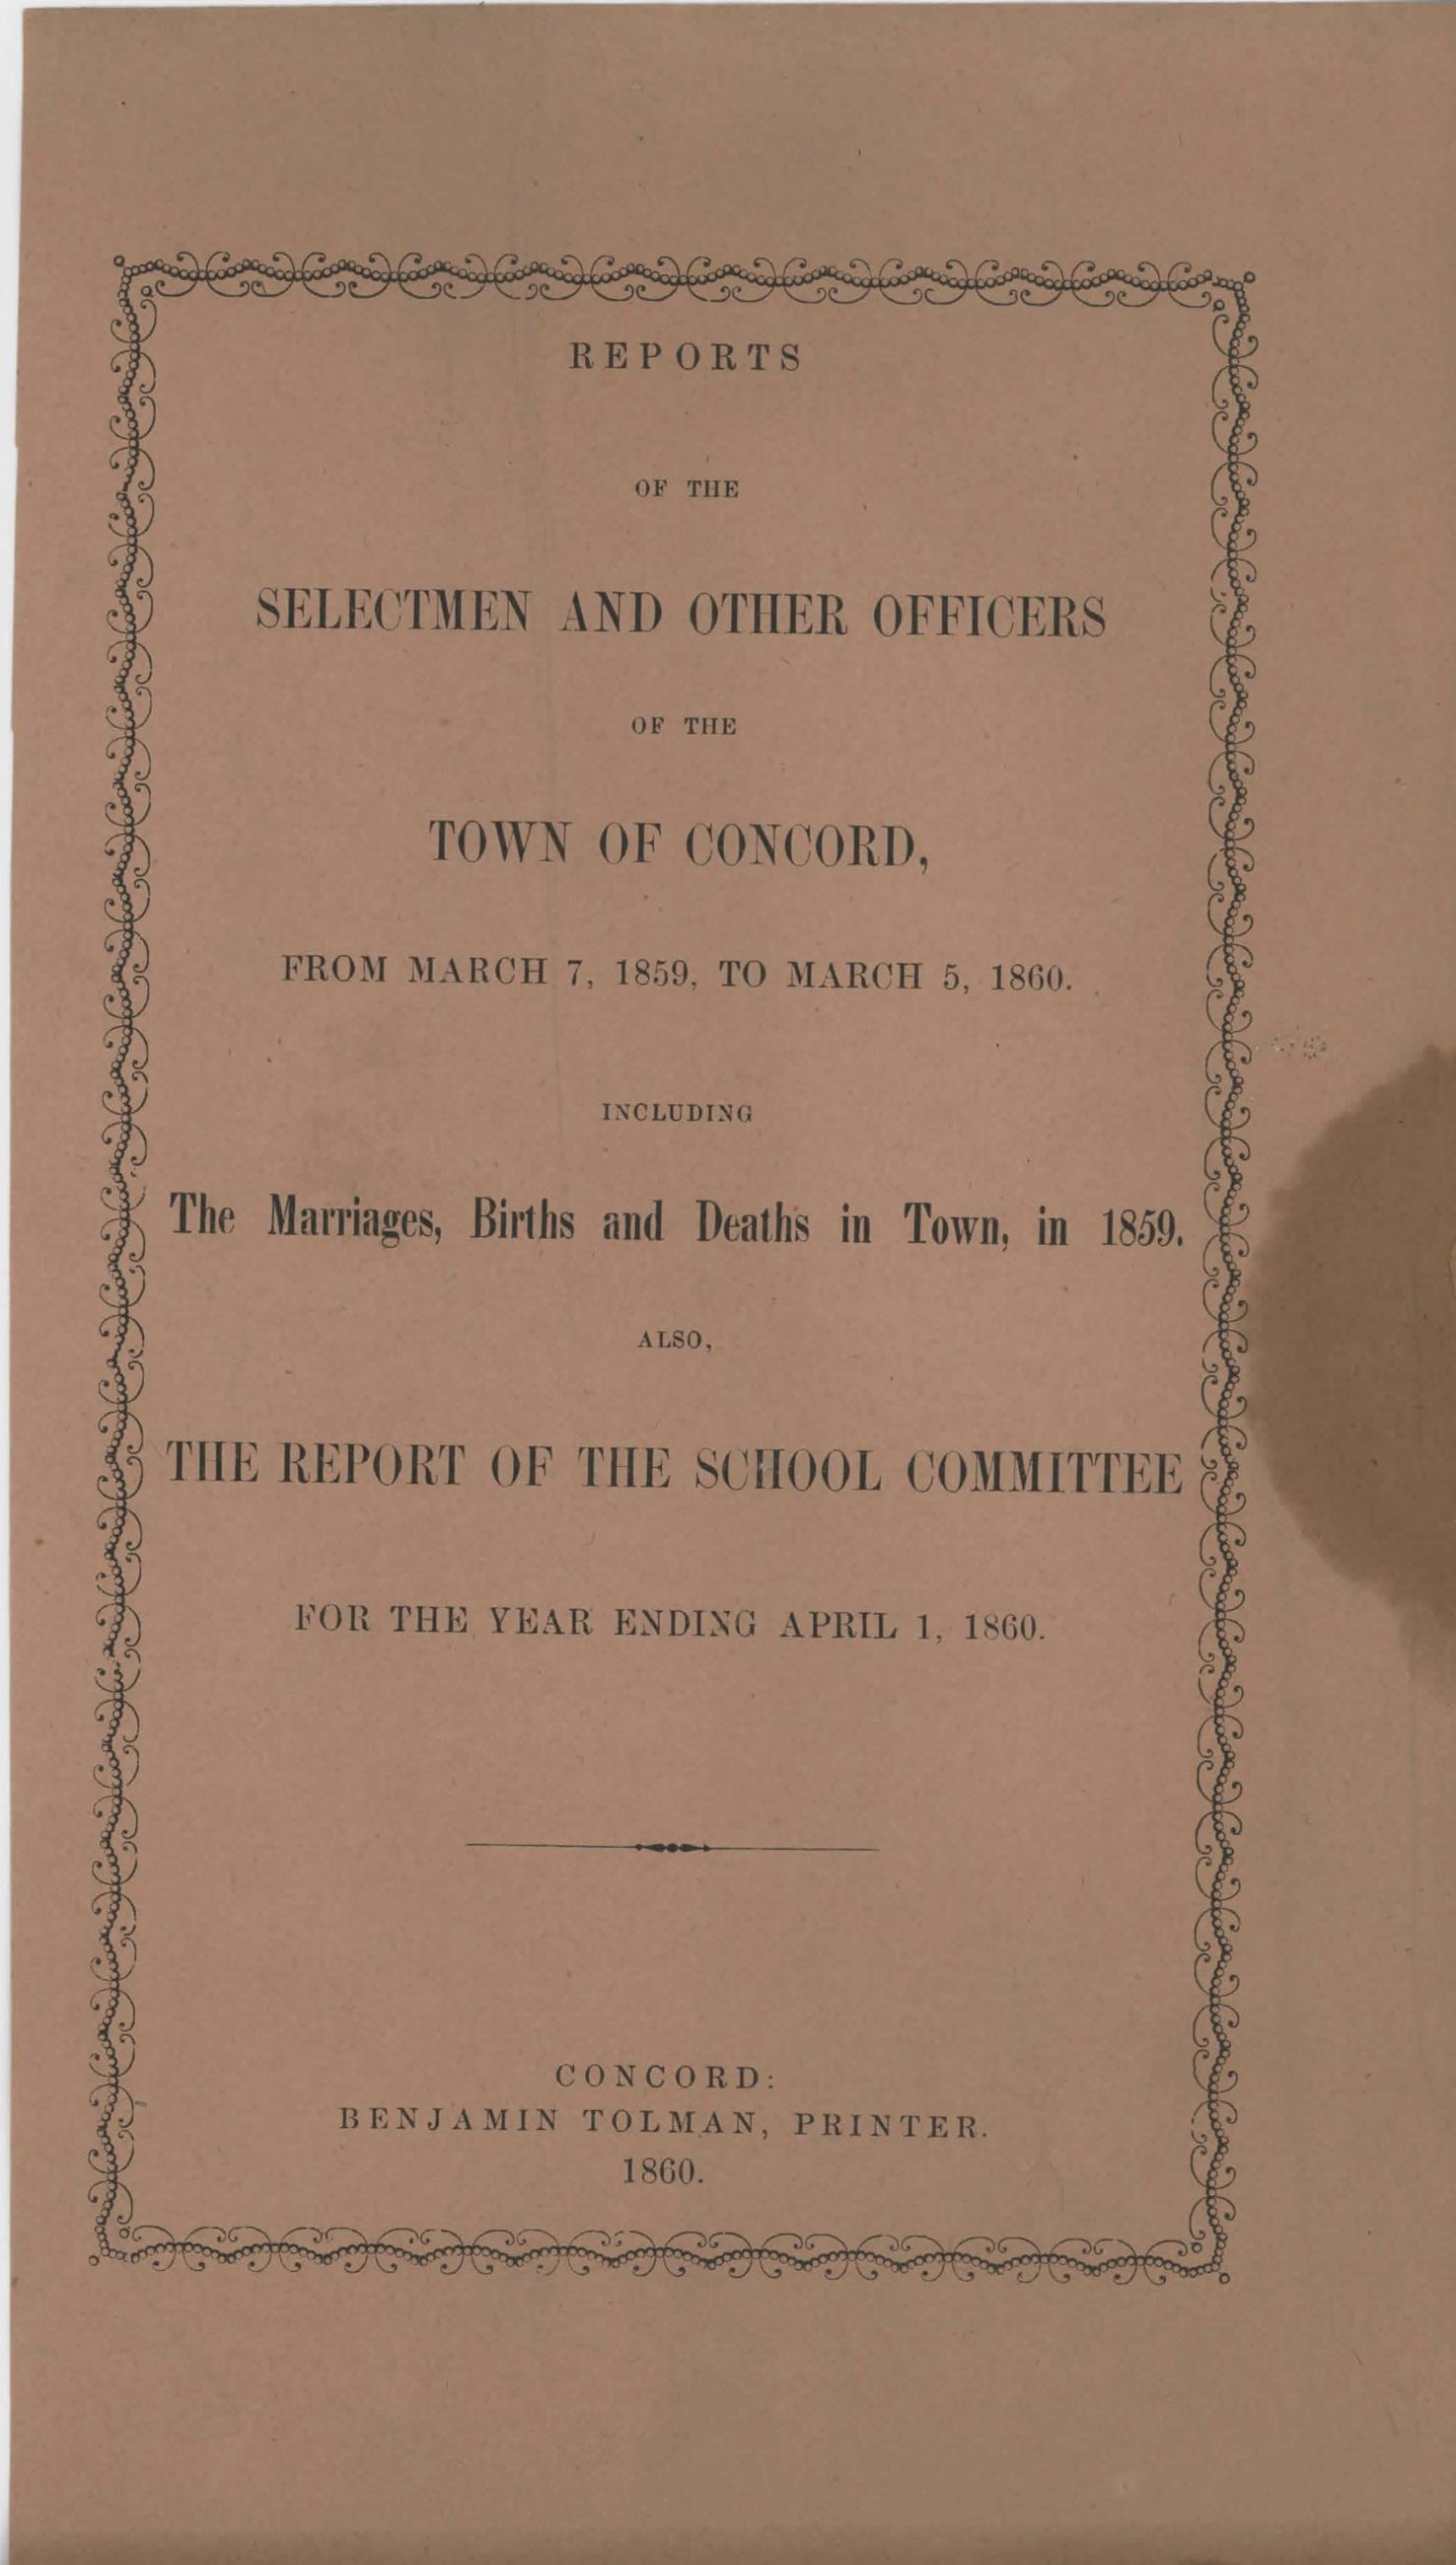 REPORTS
OF THE
SELECTMEN AND OTHER OFFICERS
OF THE
TOWN OF CONCORD,
FROM MARCH 7, 1859, TO MARCH 5, 1860.
INCLUDING
The Marriages, Births and Deaths in Town, in 1859.
ALSO,
THE REPORT OF THE SCHOOL COMMITTEE
FOR THE YEAR ENDING APRIL 1, 1860.
CONCORD:
BENJAMIN TOLMAN, PRINTER.
1860.